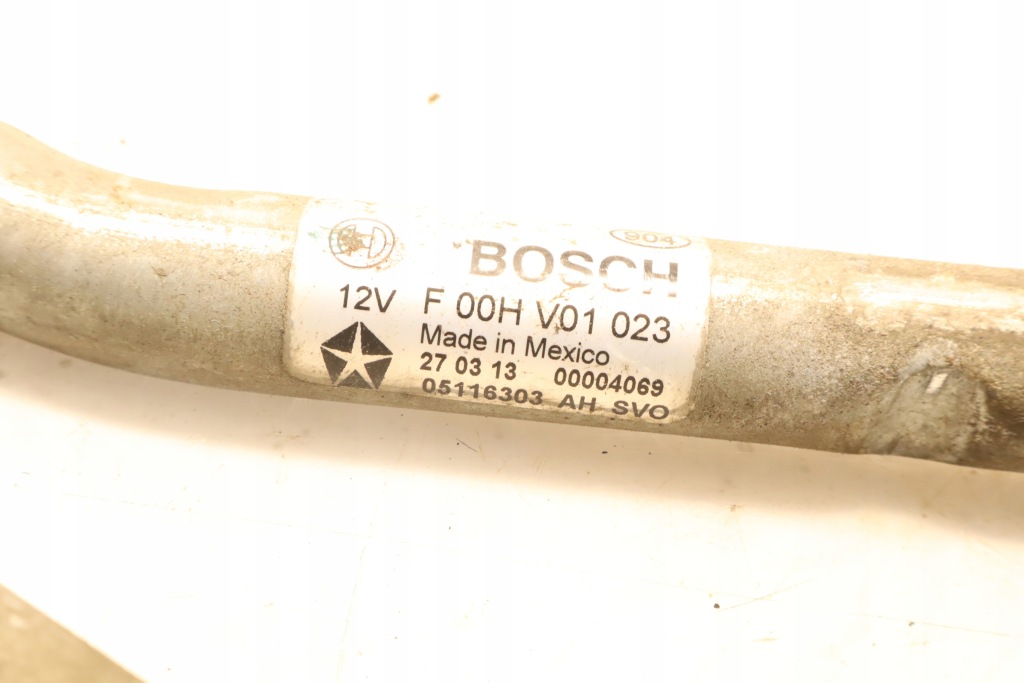 904
BOSCH
12V F 00H V01 023
Made in Mexico
27 03 13 00004069
05116303 AH SVO